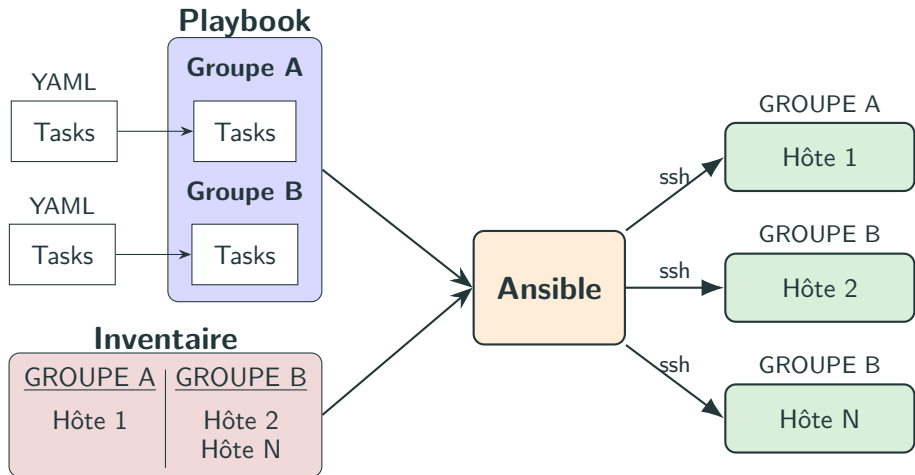 Playbook
YAML
Tasks
Groupe A
Tasks
YAML
Tasks
Groupe B
Tasks
Inventaire
GROUPE A
GROUPE B
Hôte 1
Hôte 2
Hôte N
Ansible
ssh
ssh
ssh
GROUPE A
Hôte 1
GROUPE B
Hôte 2
GROUPE B
Hôte N